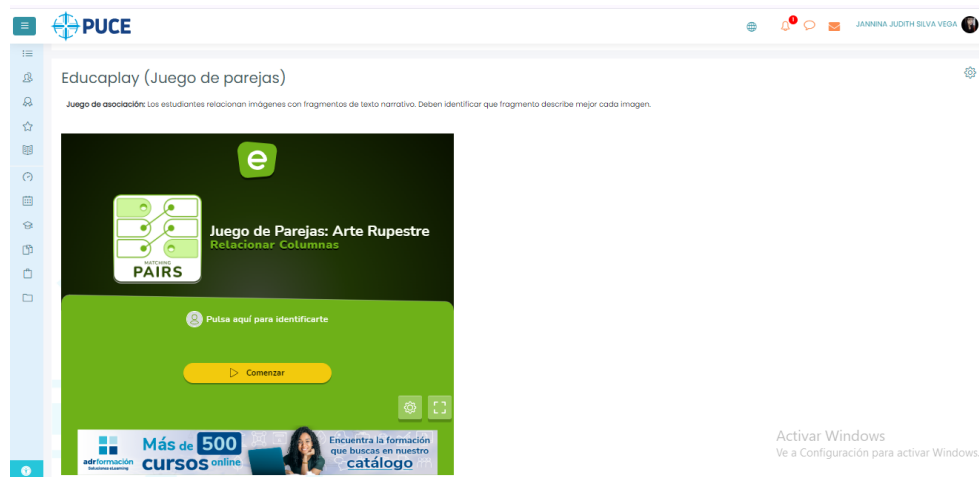 PUCE
1
JANNINA JUDITH SILVA VEGA
Educaplay (Juego de parejas)
Juego de asociación: Los estudiantes relacionan imágenes con fragmentos de texto narrativo. Deben identificar que fragmento describe mejor cada imagen.
e
Juego de Parejas: Arte Rupestre
Relacionar Columnas
MATCHING
PAIRS
Pulsa aquí para identificarte
Comenzar
Más de 500
cursos online
adrformación
Soluciones eLearning
Encuentra la formación
que buscas en nuestro
catálogo
Activar Windows
Ve a Configuración para activar Windows.